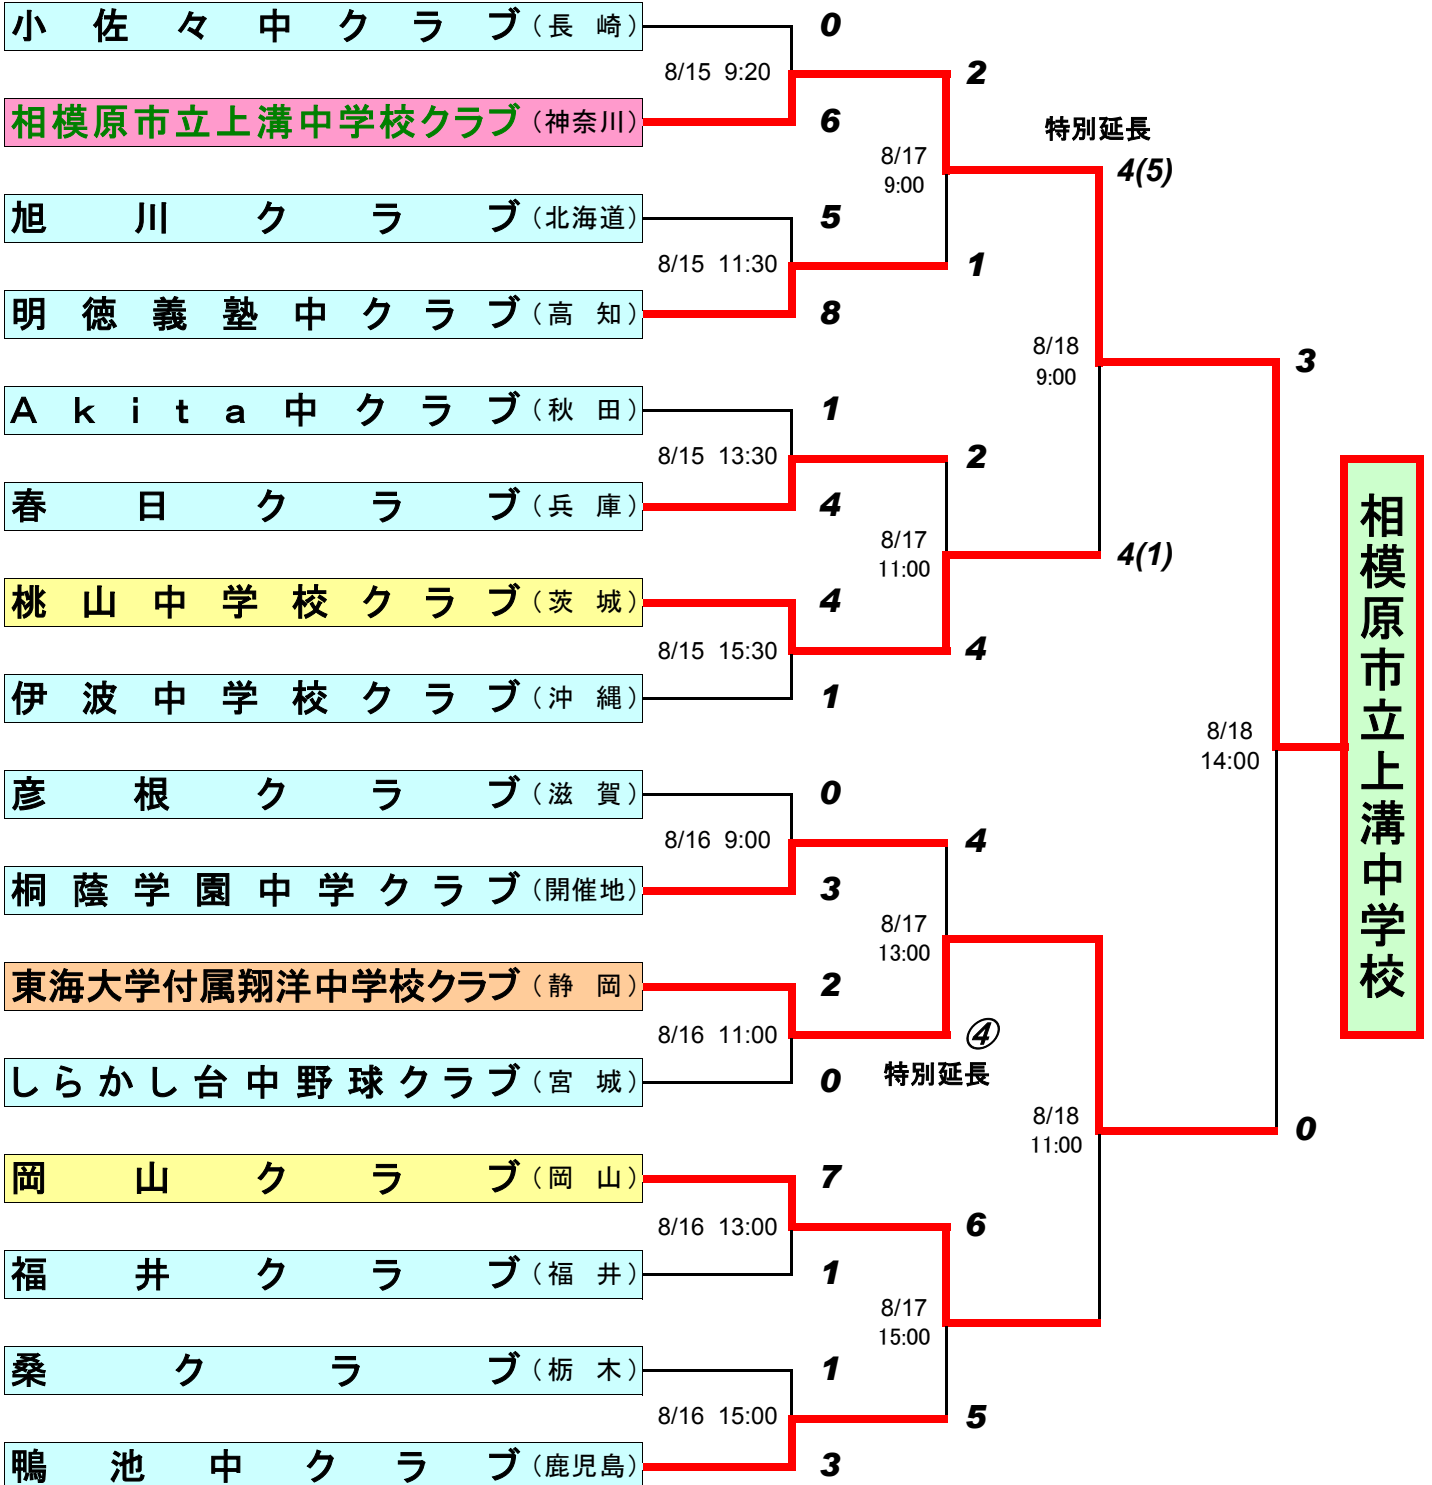 小佐々中クラブ（長　崎） 0
8/15 9:20 2
相模原市立上溝中学校クラブ（神奈川） 6
特別延長
8/17
9:00
4(5)
旭川クラブ（北海道） 5
8/15 11:30 1
明徳義塾中クラブ（高　知） 8
8/18
9:00
3
Ａｋｉｔａ中クラブ（秋　田） 1
8/15 13:30 2
春日クラブ（兵　庫） 4
8/17
11:00
4(1)
桃山中学校クラブ（茨　城） 4
8/15 15:30 4
伊波中学校クラブ（沖　縄） 1
8/18
14:00
相模原市立上溝中学校
彦根クラブ（滋　賀） 0
8/16 9:00 4
桐蔭学園中学クラブ（開催地） 3
8/17
13:00
東海大学付属翔洋中学校クラブ（静　岡） 2
8/16 11:00 ④
特別延長
しらかし台中野球クラブ（宮　城） 0
8/18
11:00
0
岡山クラブ（岡　山） 7
8/16 13:00 6
福井クラブ（福　井） 1
8/17
15:00
桑クラブ（栃　木） 1
8/16 15:00 5
鴨池中クラブ（鹿児島） 3